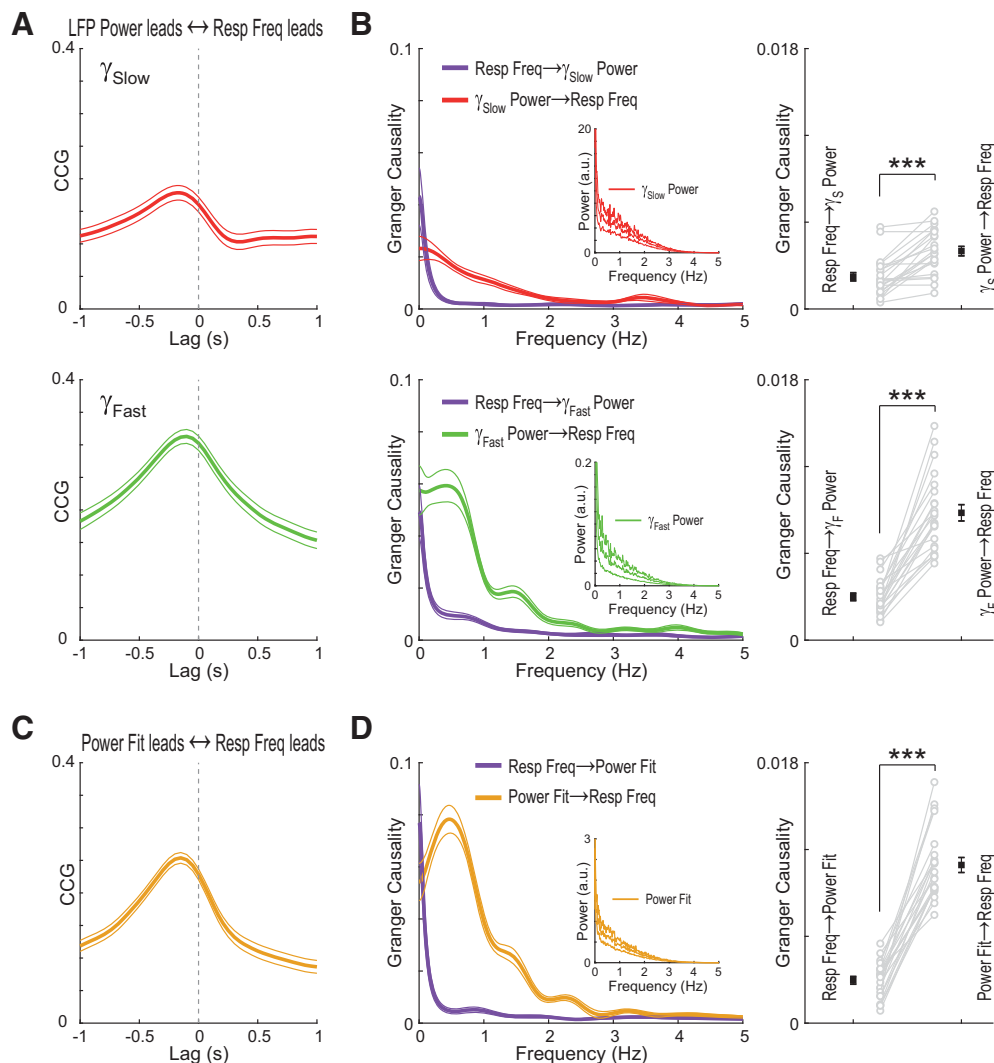 A
LFP Power leads ↔ Resp Freq leads
0.4
γSlow
CCG
0
-1 -0.5 0 0.5 1
Lag (s)
B
0.1
Resp Freq→γSlow Power
γSlow Power→Resp Freq
Granger Causality
0
0 1 2 3 4 5
Frequency (Hz)
20
Power (a.u.)
γSlow Power
0
0 1 2 3 4 5
Frequency (Hz)
0.018
Granger Causality
0
Resp Freq→γS Power
***
γS Power→Resp Freq
0.4
γFast
CCG
0
-1 -0.5 0 0.5 1
Lag (s)
0.1
Resp Freq→γFast Power
γFast Power→Resp Freq
Granger Causality
0
0 1 2 3 4 5
Frequency (Hz)
0.2
Power (a.u.)
γFast Power
0
0 1 2 3 4 5
Frequency (Hz)
0.018
Granger Causality
0
Resp Freq→γF Power
***
γF Power→Resp Freq
C
Power Fit leads ↔ Resp Freq leads
0.4
CCG
0
-1 -0.5 0 0.5 1
Lag (s)
D
0.1
Resp Freq→Power Fit
Power Fit→Resp Freq
Granger Causality
0
0 1 2 3 4 5
Frequency (Hz)
3
Power (a.u.)
Power Fit
0
0 1 2 3 4 5
Frequency (Hz)
0.018
Granger Causality
0
Resp Freq→Power Fit
***
Power Fit→Resp Freq